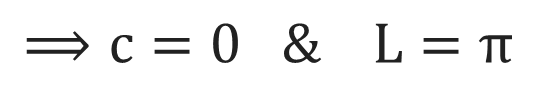 ⟹ c = 0 & L = π